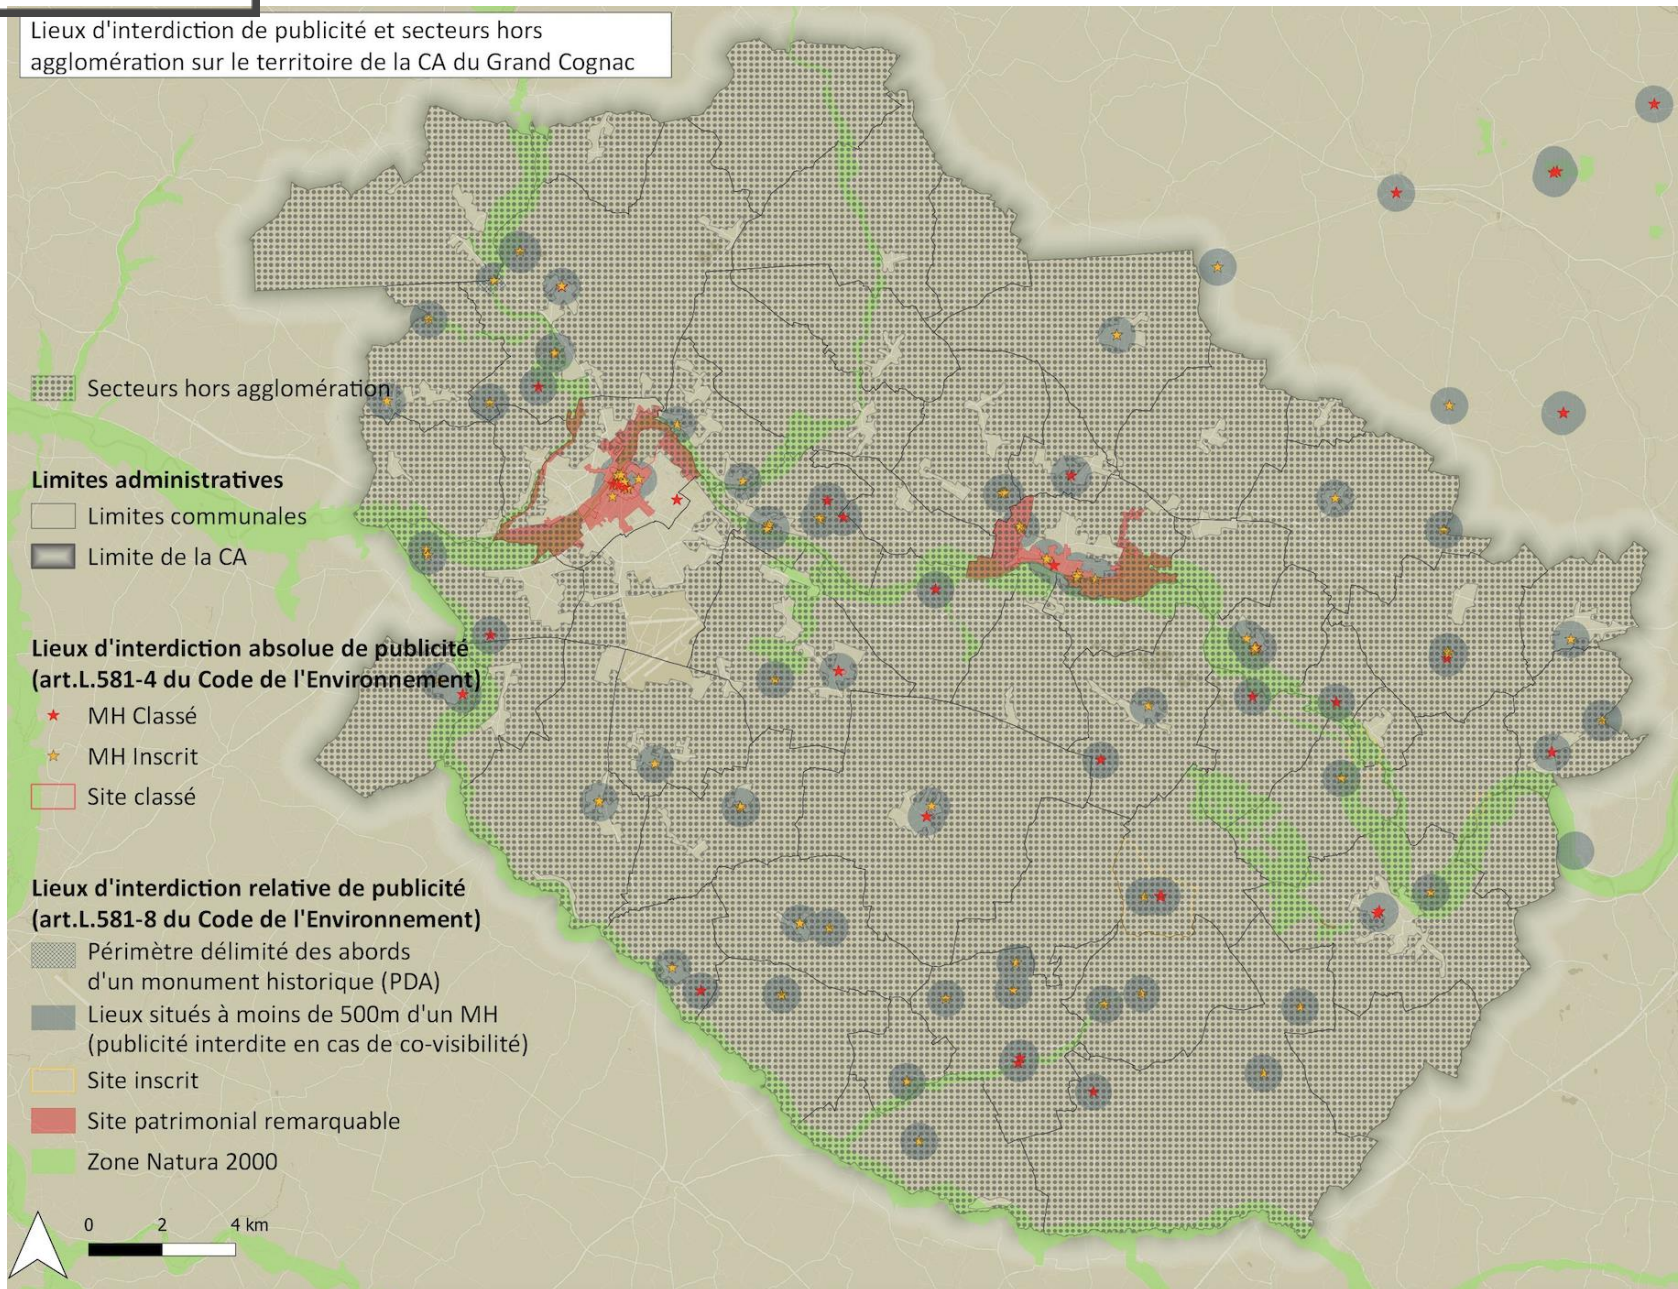 Lieux d'interdiction de publicité et secteurs hors
agglomération sur le territoire de la CA du Grand Cognac
Secteurs hors agglomération
Limites administratives
Limites communales
Limite de la CA
Lieux d'interdiction absolue de publicité
(art.L.581-4 du Code de l'Environnement)
MH Classé
MH Inscrit
Site classé
Lieux d'interdiction relative de publicité
(art.L.581-8 du Code de l'Environnement)
Périmètre délimité des abords
d'un monument historique (PDA)
Lieux situés à moins de 500m d'un MH
(publicité interdite en cas de co-visibilité)
Site inscrit
Site patrimonial remarquable
Zone Natura 2000
0 2 4 km